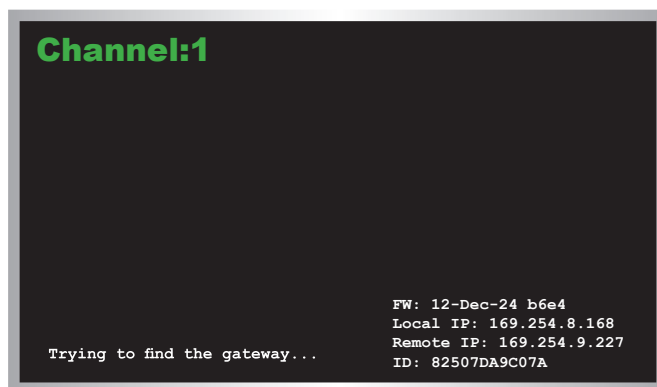 Channel:1
FW: 12-Dec-24 b6e4
Local IP: 169.254.8.168
Remote IP: 169.254.9.227
Trying to find the gateway...
ID: 82507DA9C07A